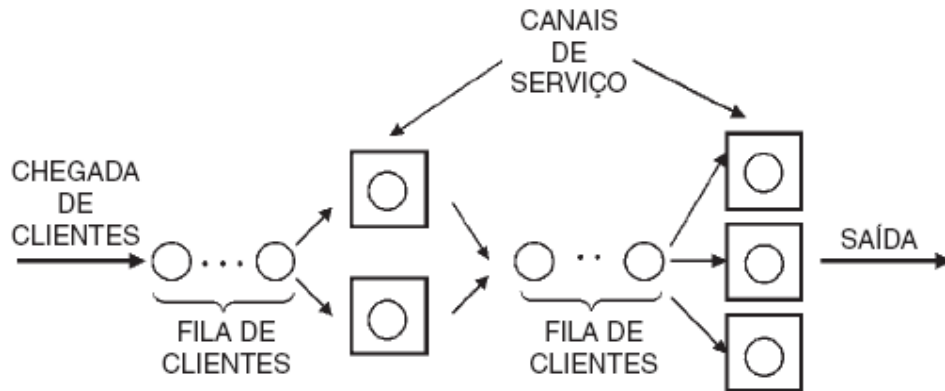 CANAIS
DE
SERVIÇO
CHEGADA
DE
CLIENTES
SAÍDA
FILA DE
CLIENTES
FILA DE
CLIENTES